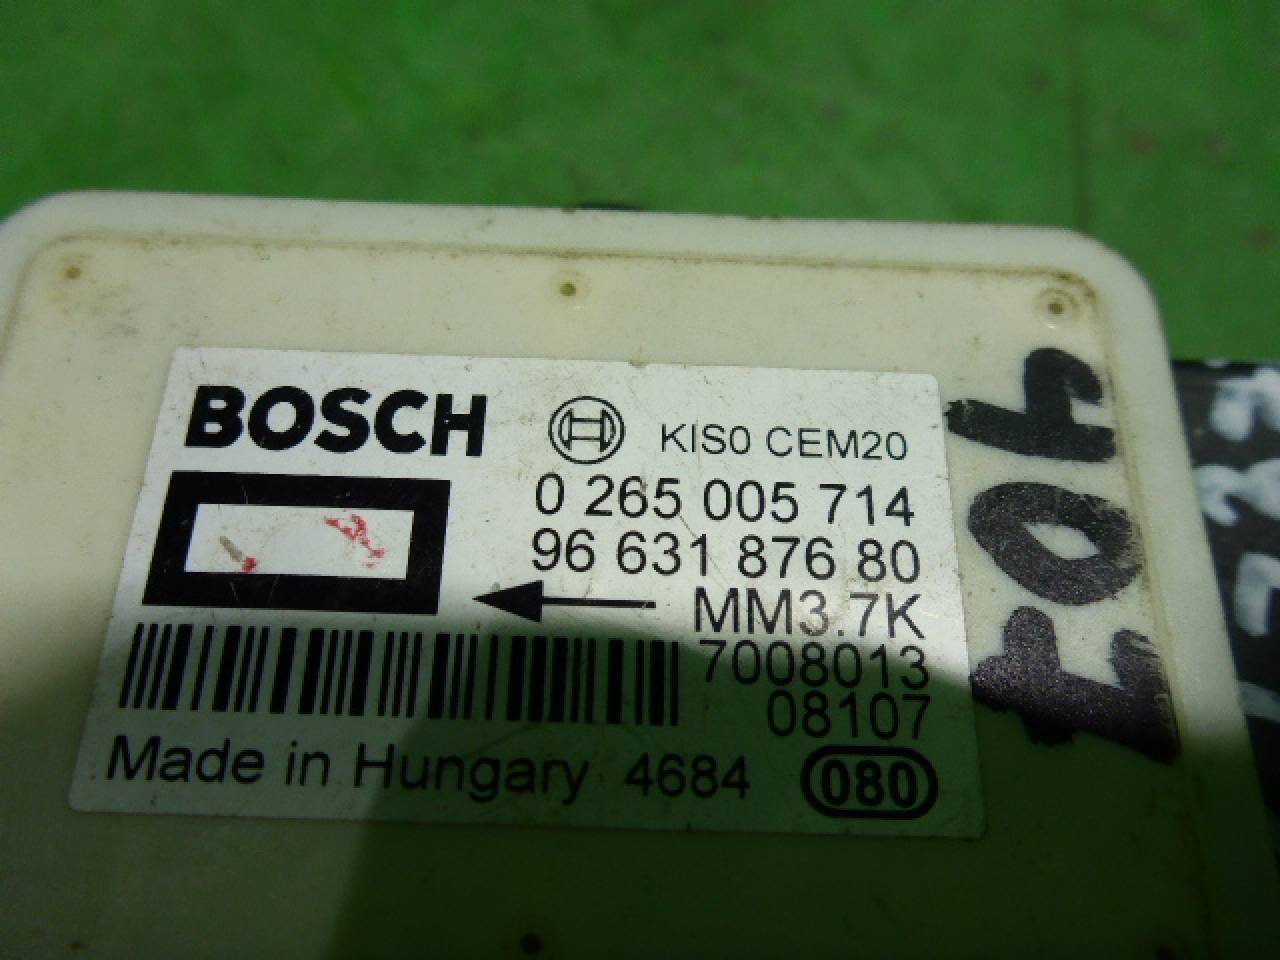 BOSCH KIS0 CEM20
0 265 005 714
96 631 876 80
MM3.7K
7008013
08107
Made in Hungary 4684 080